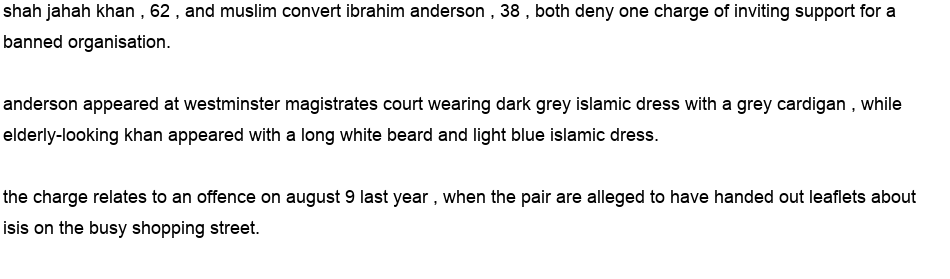 shah jahah khan , 62 , and muslim convert ibrahim anderson , 38 , both deny one charge of inviting support for a
banned organisation.
anderson appeared at westminster magistrates court wearing dark grey islamic dress with a grey cardigan , while
elderly-looking khan appeared with a long white beard and light blue islamic dress.
the charge relates to an offence on august 9 last year , when the pair are alleged to have handed out leaflets about
isis on the busy shopping street.